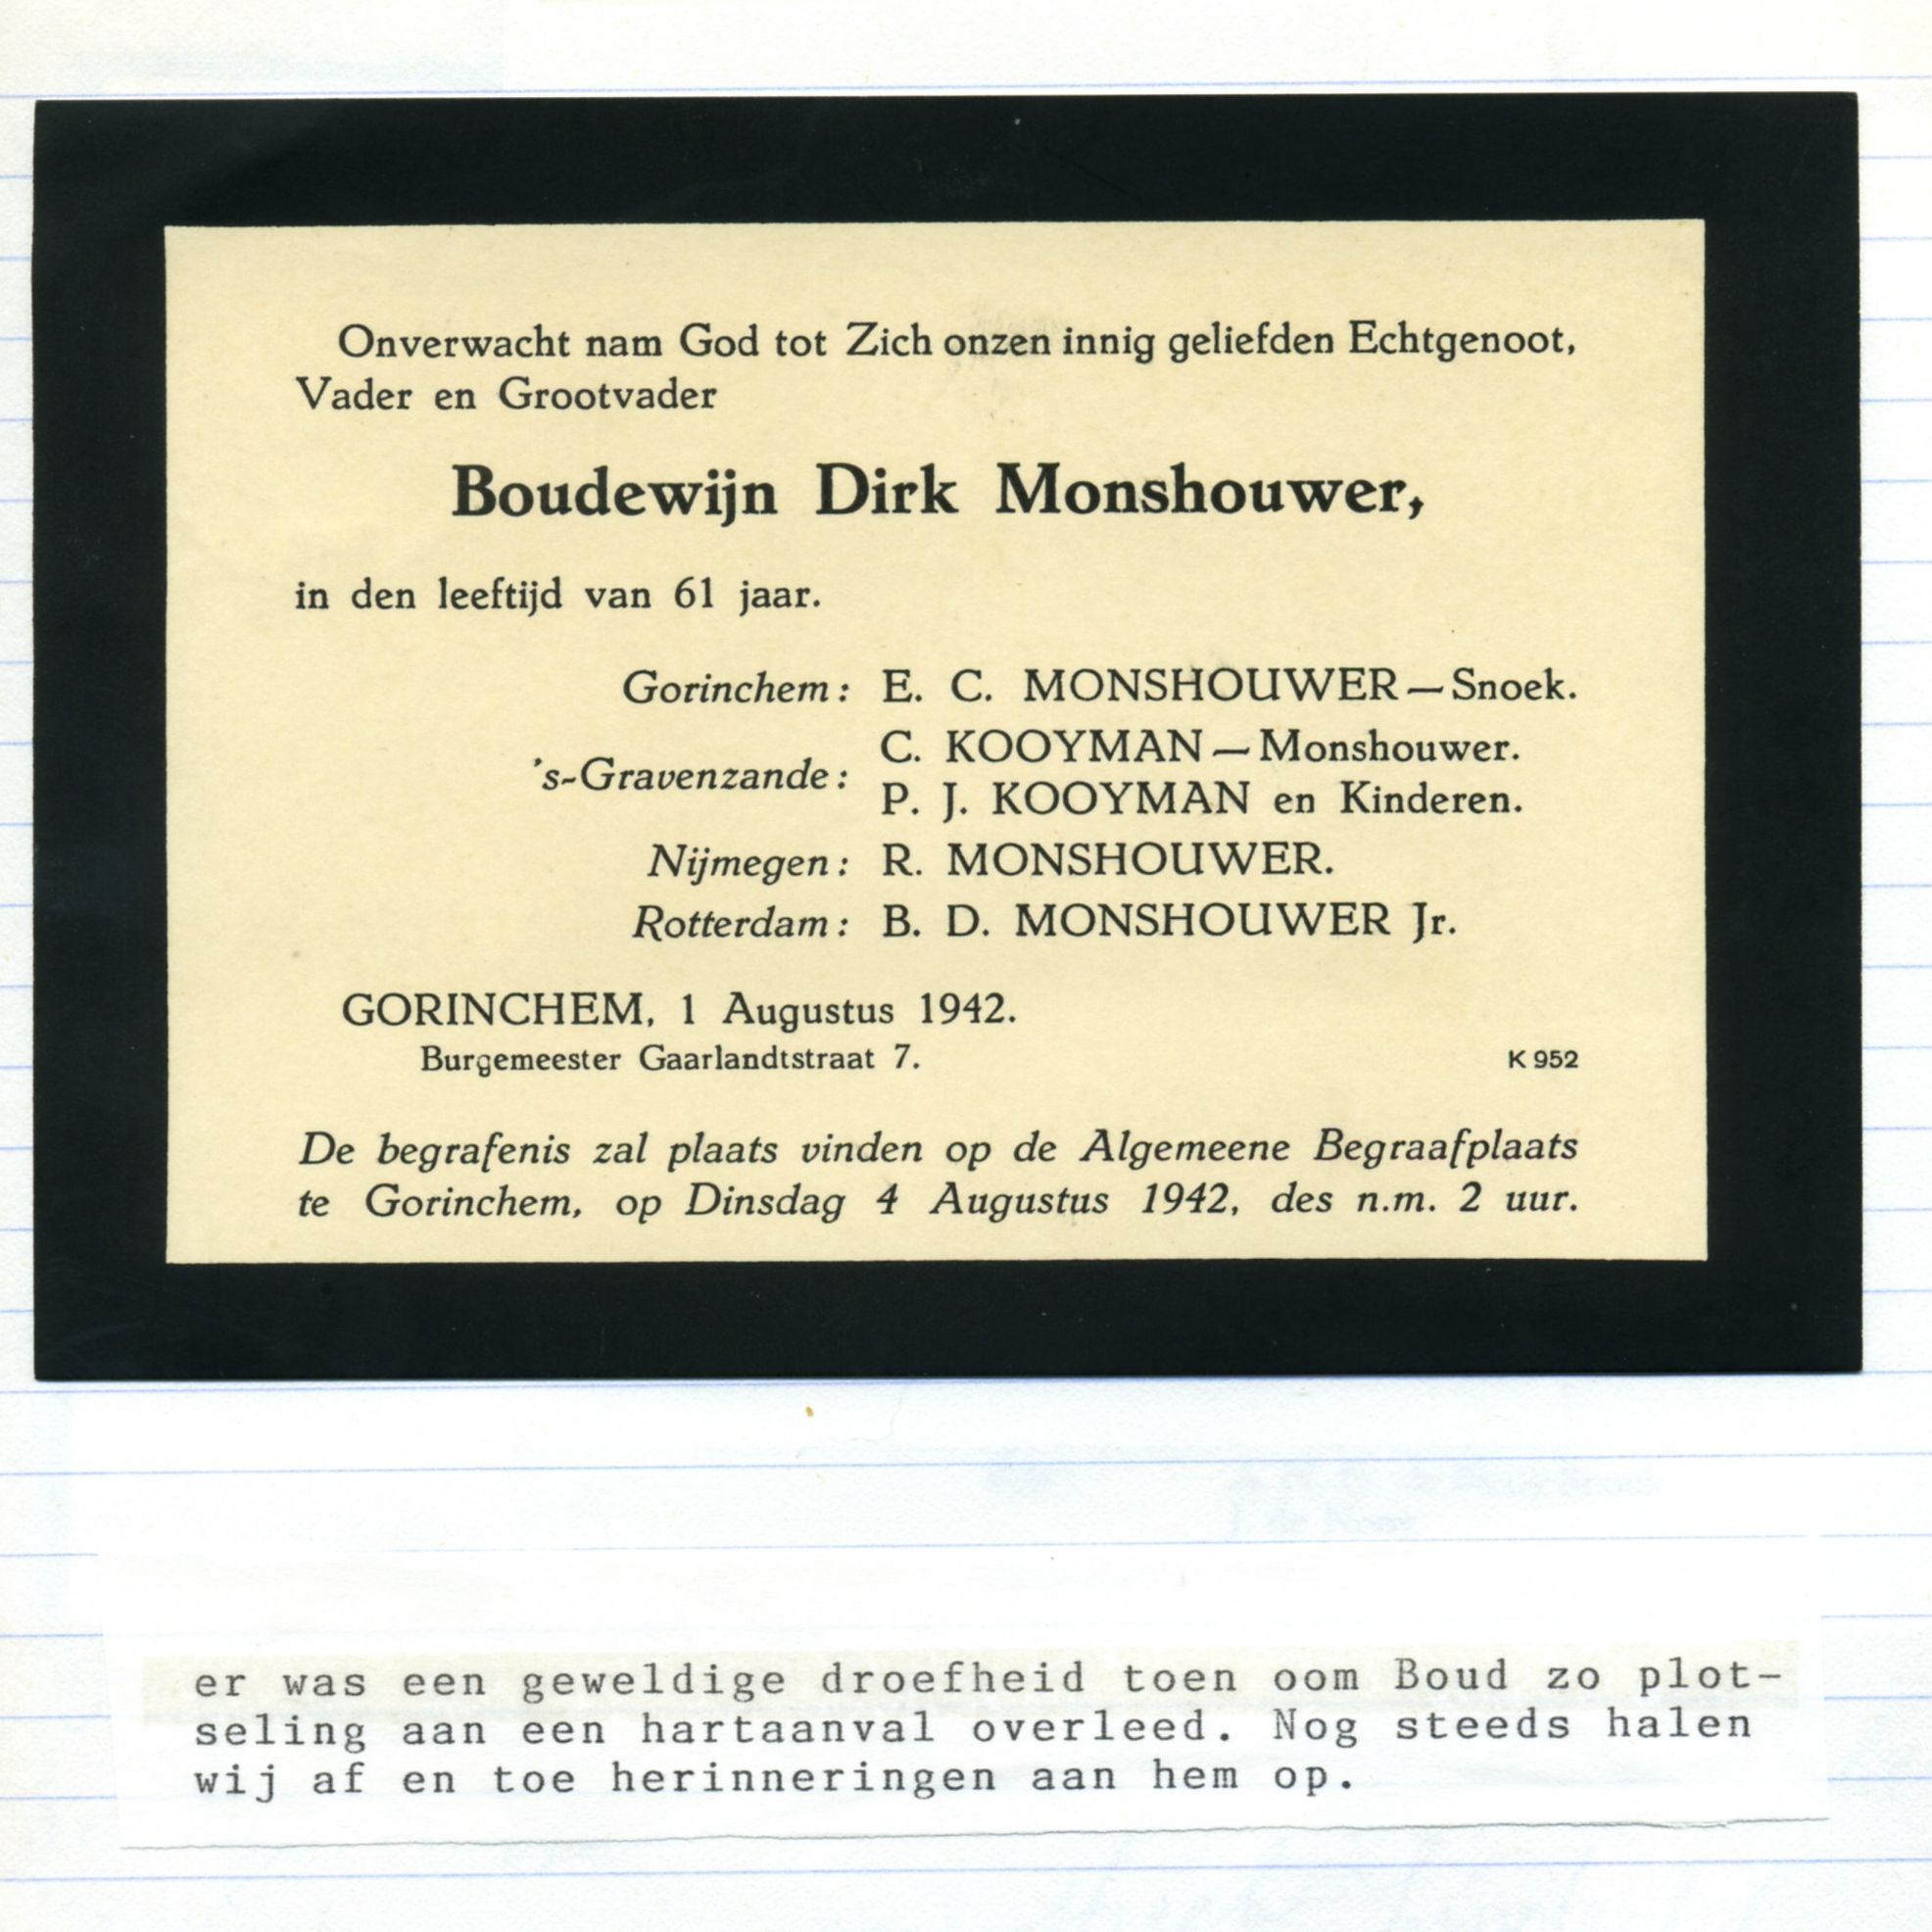 Onverwacht nam God tot Zich onzen innig geliefden Echtgenoot,
Vader en Grootvader
Boudewijn Dirk Monshouwer,
in den leeftijd van 61 jaar.
Gorinchem: E. C. MONSHOUWER — Snoek.
's-Gravenzande: C. KOOYMAN — Monshouwer.
P. J. KOOYMAN en Kinderen.
Nijmegen: R. MONSHOUWER.
Rotterdam: B. D. MONSHOUWER Jr.
GORINCHEM, 1 Augustus 1942.
Burgemeester Gaarlandtstraat 7. K 952
De begrafenis zal plaats vinden op de Algemeene Begraafplaats
te Gorinchem, op Dinsdag 4 Augustus 1942, des n.m. 2 uur.
er was een geweldige droefheid toen oom Boud zo plot-
seling aan een hartaanval overleed. Nog steeds halen
wij af en toe herinneringen aan hem op.